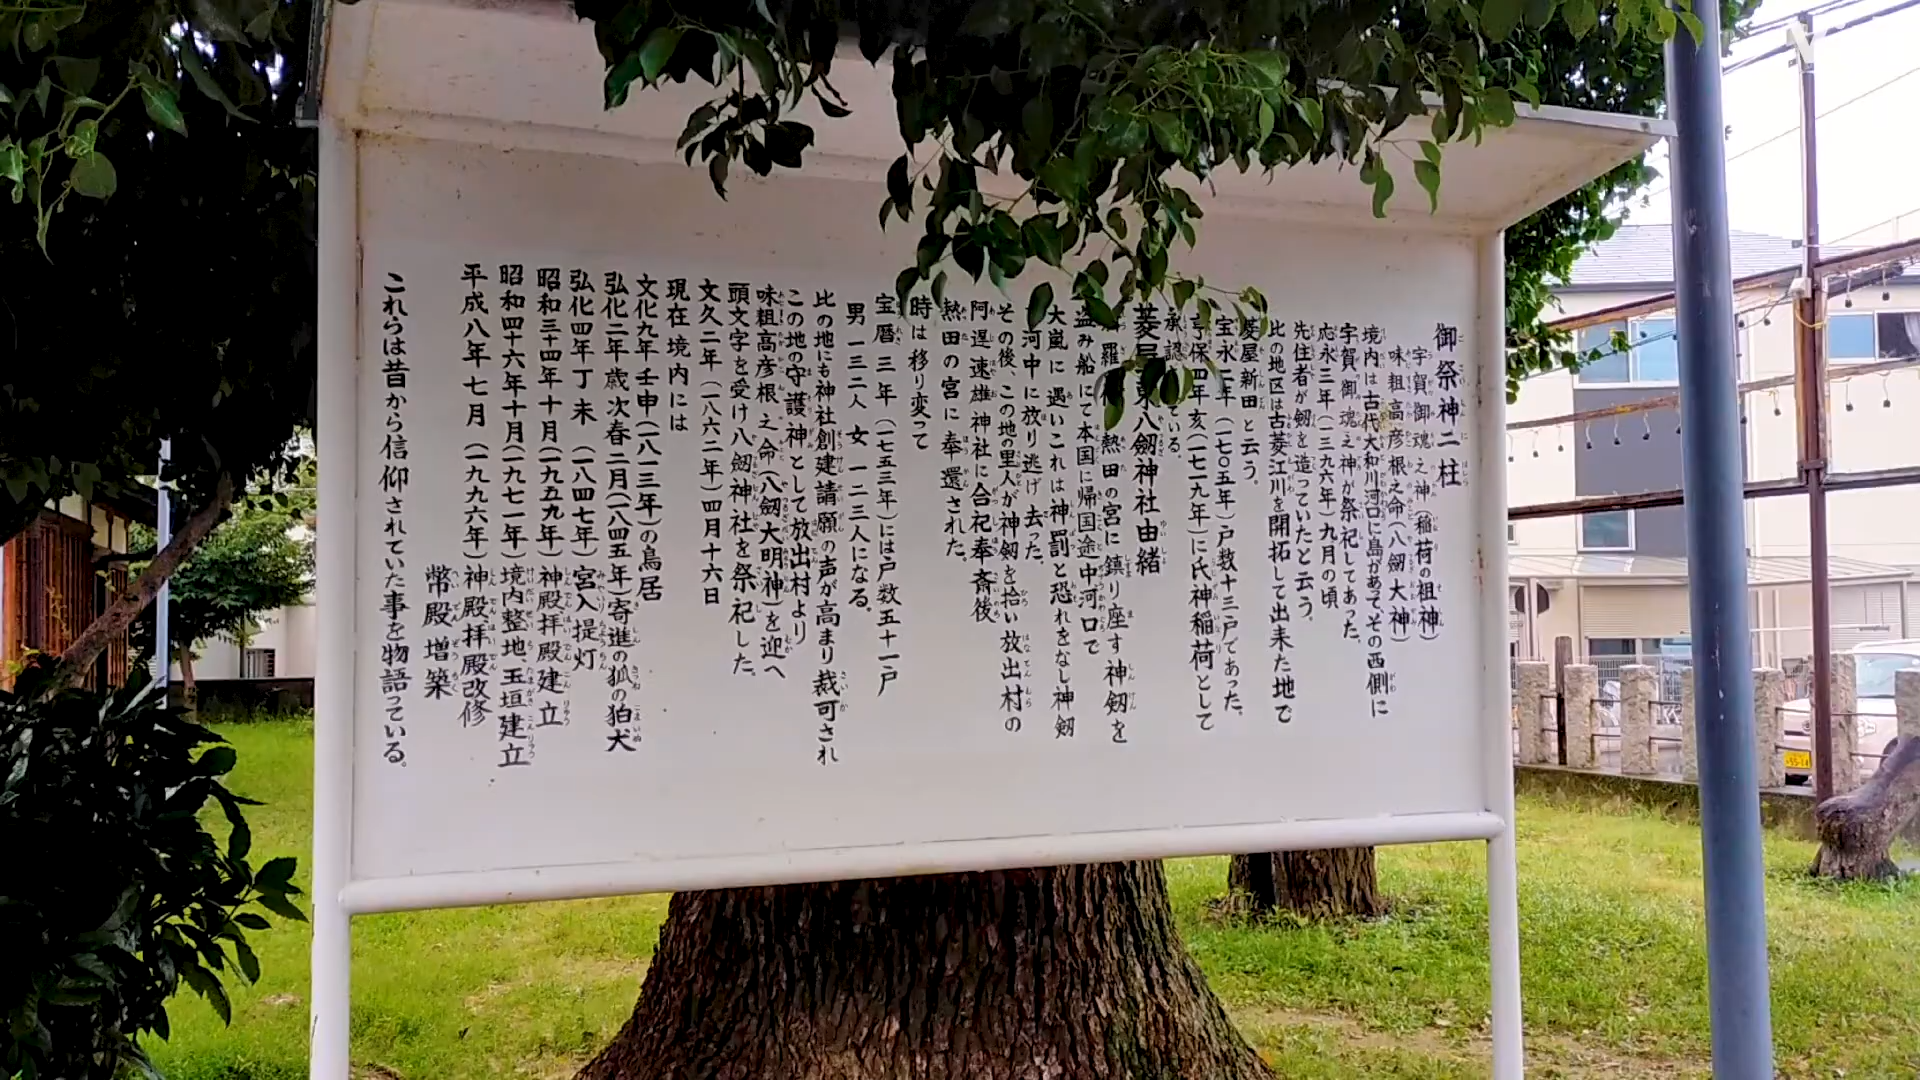 御祭神二柱
宇賀御魂之神(稲荷の祖神)
味粗高彦根之命(八劔大神)
境内は古代大和川河口に島があって、その西側に
宇賀御魂之神が祭祀してあった。
応永三年(一三九六年)九月の頃
先住者が劔を造っていたと云う。
此の地区は古菱江川を開拓して出来た地で
菱屋新田と云う。
宝永二年(一七〇五年)戸数十三戸であった。
享保四年亥(一七一九年)に氏神稲荷として
承認 ている。
菱屋東八劔神社由緒
羅 熱田の宮に鎮り座す神劔を
盗み船にて本国に帰国途中河口で
大嵐に遇いこれは神罰と恐れをなし神劔
河中に放り逃げ去った。
その後、この地の里人が神劔を拾い放出村の
阿遅速雄神社に合祀奉斎後
熱田の宮に奉還された。
時は移り変って
宝暦三年(一七五三年)には戸数五十一戸
男一三二人女一二三人になる。
此の地にも神社創建請願の声が高まり裁可され
この地の守護神として放出村より
味粗高彦根之命(八劔大明神)を迎へ
頭文字を受け八劔神社を祭祀した。
文久二年(一八六二年)四月十六日
現在境内には
文化九年壬申(一八一三年)の鳥居
弘化二年歳次春二月(一八四五年)寄進の狐の狛犬
弘化四年丁未(一八四七年)宮入提灯
昭和三十四年十月(一九五九年)神殿拝殿建立
昭和四十六年十月(一九七一年)境内整地、玉垣建立
平成八年七月(一九九六年)神殿、拝殿改修
幣殿増築
これらは昔から信仰されていた事を物語っている。